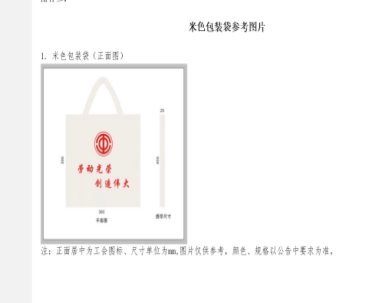 米色包装袋参考图片
1. 米色包装袋（正面图）
劳动光荣
创造伟大
注：正面居中为工会图标、尺寸单位为mm,图片仅供参考，颜色、规格以公告中要求为准。